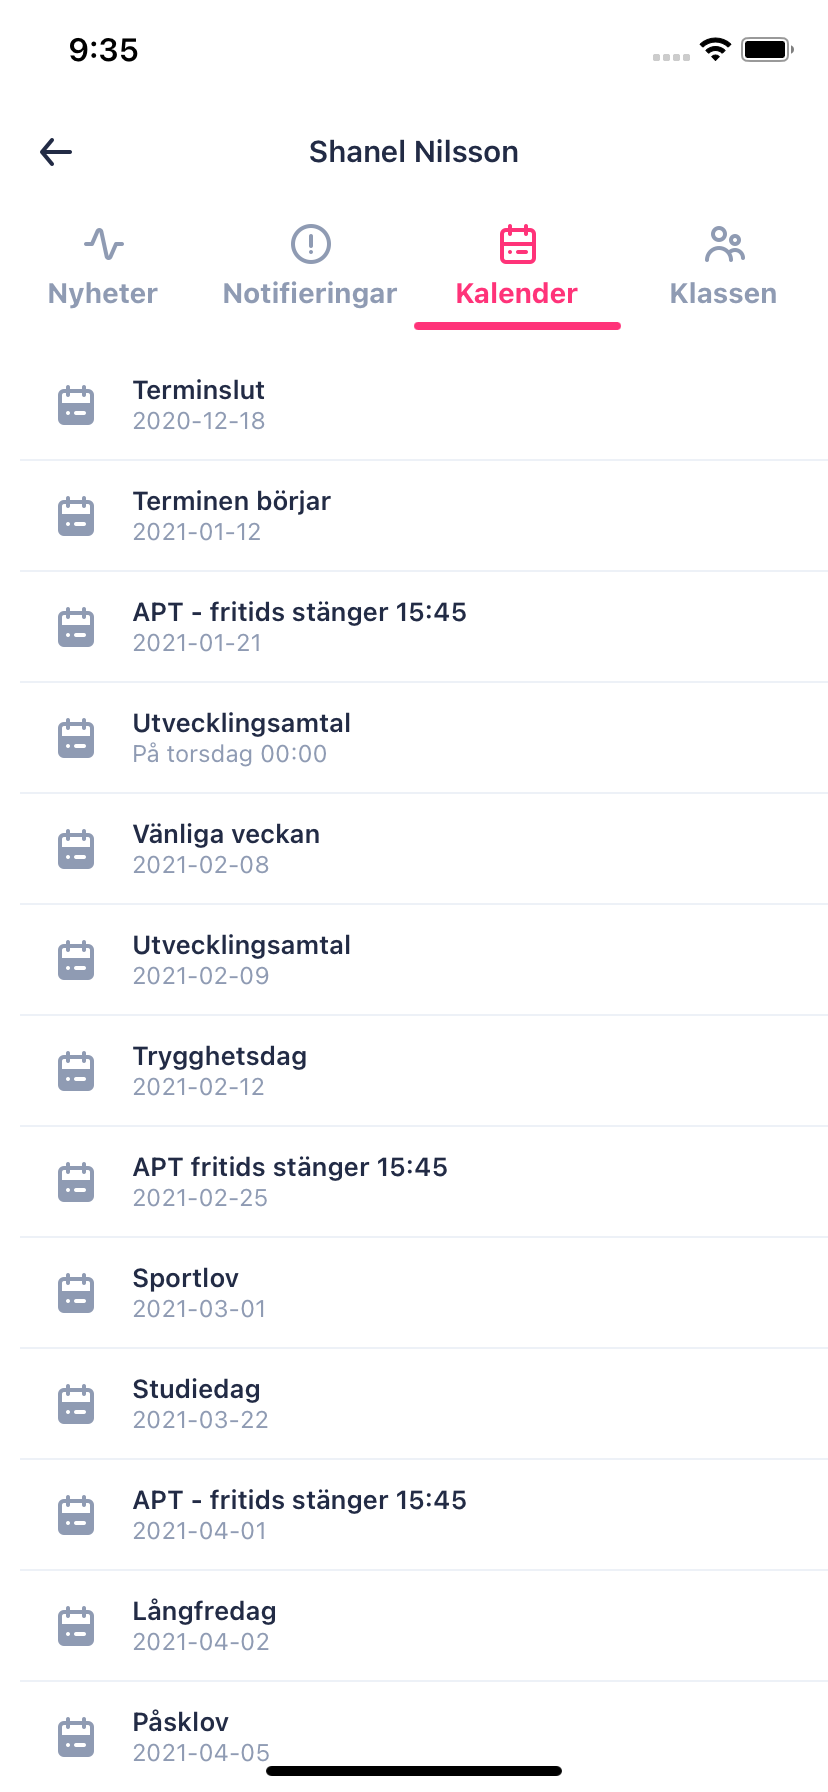 9:35
Shanel Nilsson
Nyheter Notifieringar Kalender Klassen
Terminslut
2020-12-18
Terminen börjar
2021-01-12
APT - fritids stänger 15:45
2021-01-21
Utvecklingsamtal
På torsdag 00:00
Vänliga veckan
2021-02-08
Utvecklingsamtal
2021-02-09
Trygghetsdag
2021-02-12
APT fritids stänger 15:45
2021-02-25
Sportlov
2021-03-01
Studiedag
2021-03-22
APT - fritids stänger 15:45
2021-04-01
Långfredag
2021-04-02
Påsklov
2021-04-05